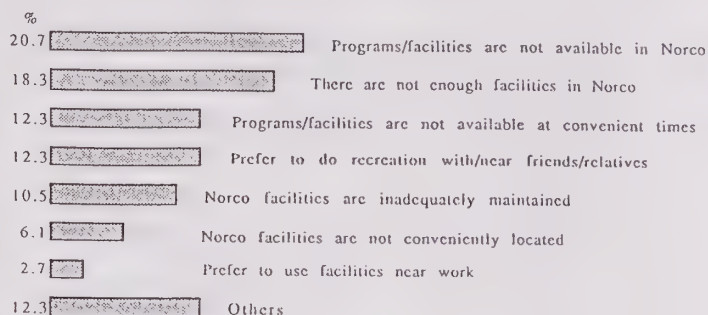 %
20.7 Programs/facilities are not available in Norco
18.3 There are not enough facilities in Norco
12.3 Programs/facilities are not available at convenient times
12.3 Prefer to do recreation with/near friends/relatives
10.5 Norco facilities are inadequately maintained
6.1 Norco facilities are not conveniently located
2.7 Prefer to use facilities near work
12.3 Others